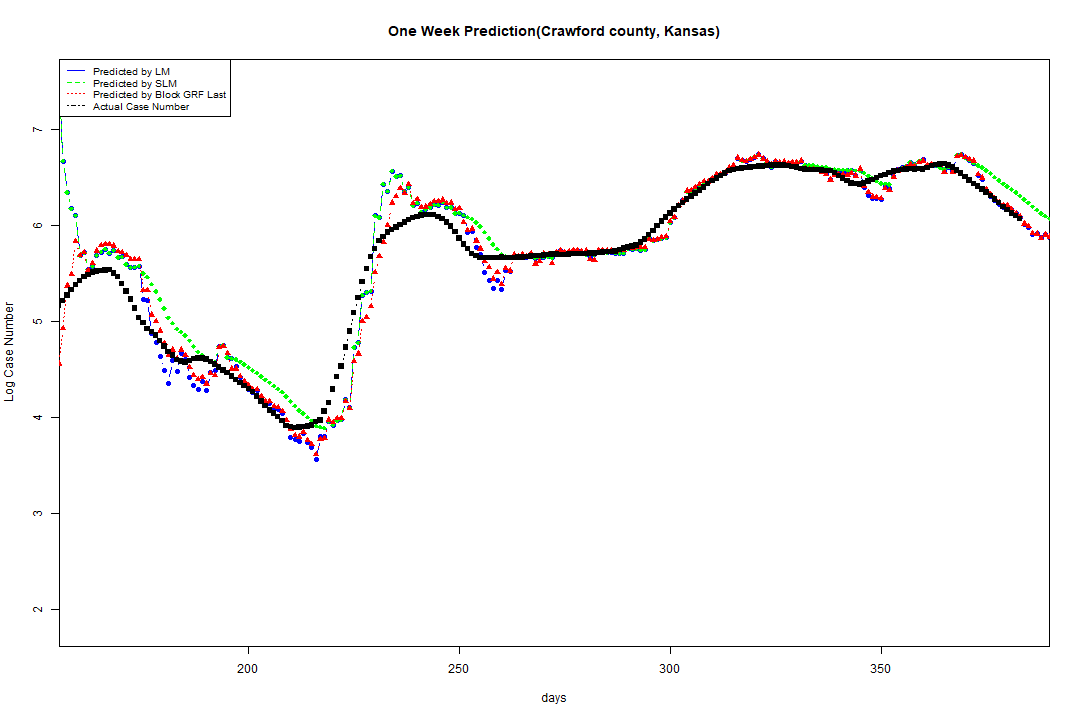 One Week Prediction(Crawford county, Kansas)
Predicted by LM
Predicted by SLM
Predicted by Block GRF Last
Actual Case Number
Log Case Number
7
6
5
4
3
2
200 250 300 350
days